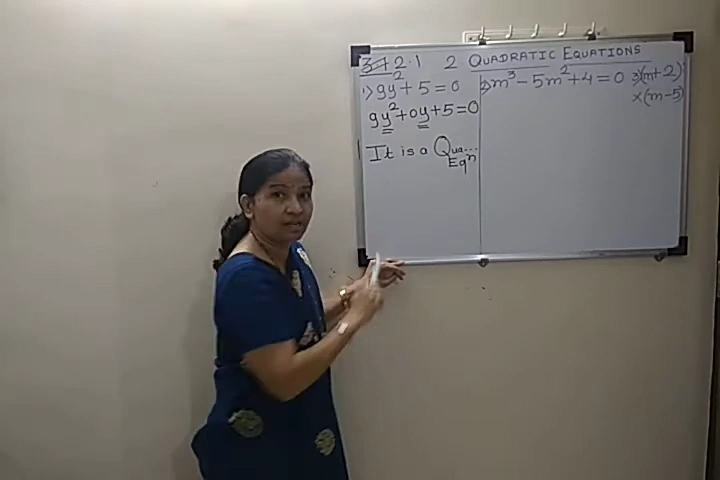 2.1 2 QUADRATIC EQUATIONS
1) 9y² + 5 = 0
9y² + 0y + 5 = 0
It is a Qua...
Eqn
2) m³ - 5m² + 4 = 0
3) (m + 2)
× (m - 5)